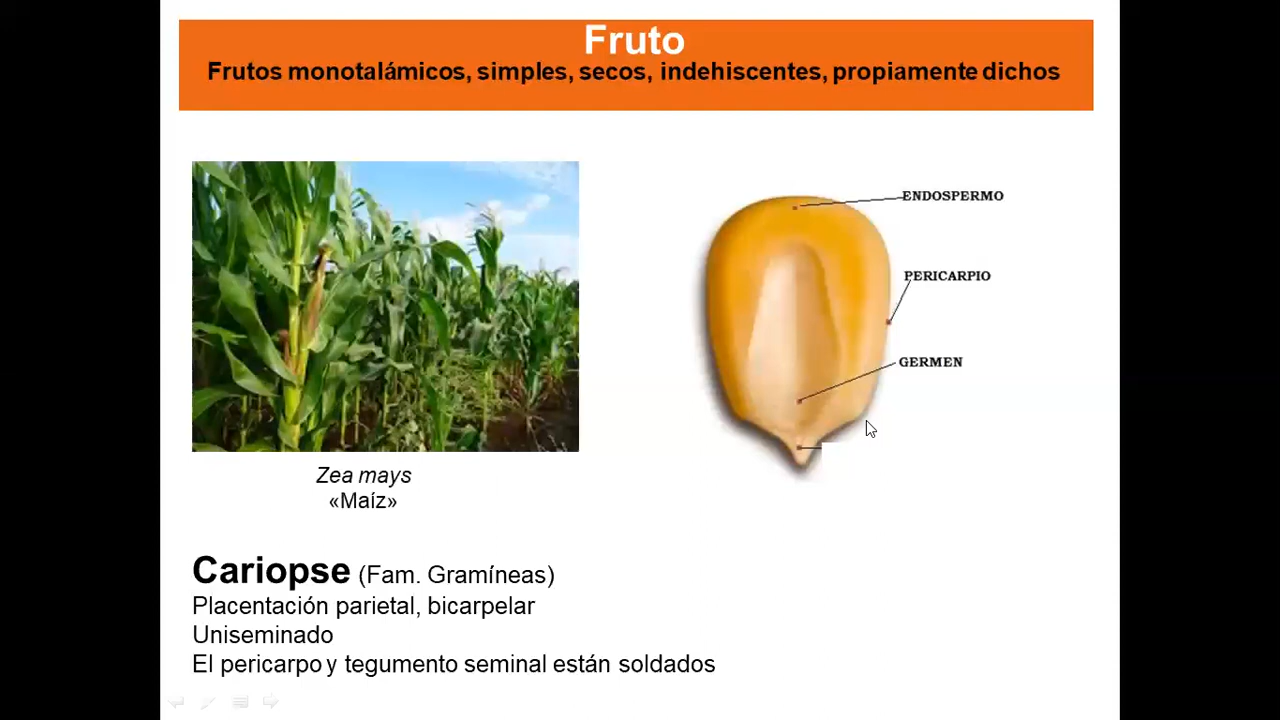 Fruto
Frutos monotalámicos, simples, secos, indehiscentes, propiamente dichos
ENDOSPERMO
PERICARPIO
GERMEN
Zea mays
«Maíz»
Cariopse (Fam. Gramíneas)
Placentación parietal, bicarpelar
Uniseminado
El pericarpo y tegumento seminal están soldados